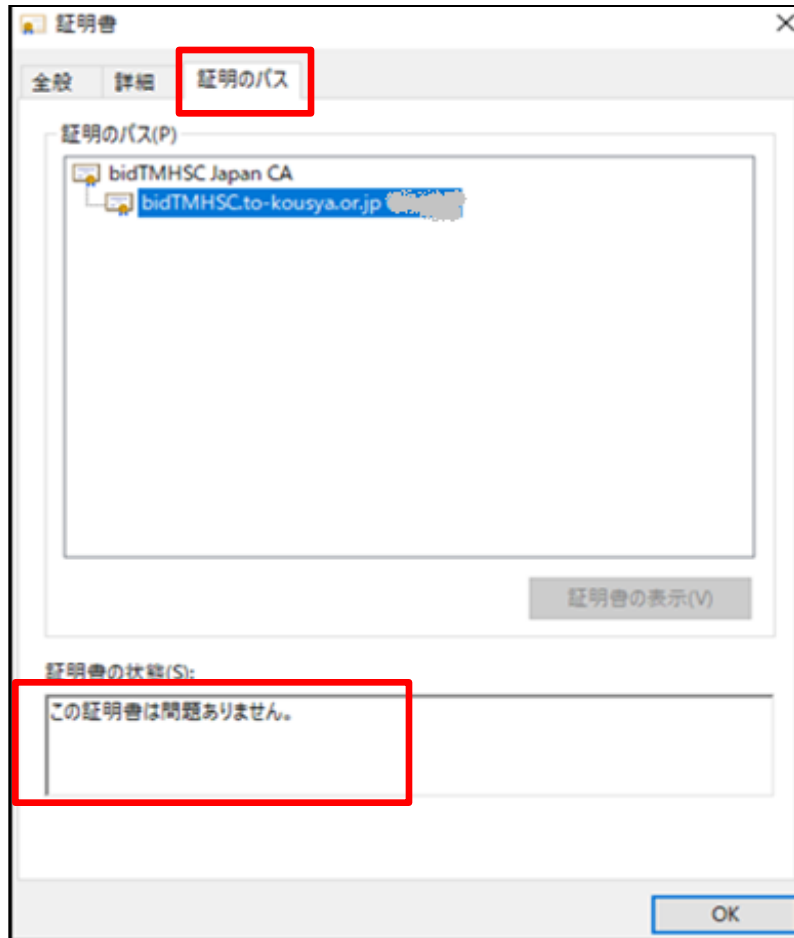 証明書
全般 詳細 証明のパス
証明のパス(P)
bidTMHSC Japan CA
bidTMHSC.to-kousya.or.jp
証明書の表示(V)
証明書の状態(S):
この証明書は問題ありません。
OK